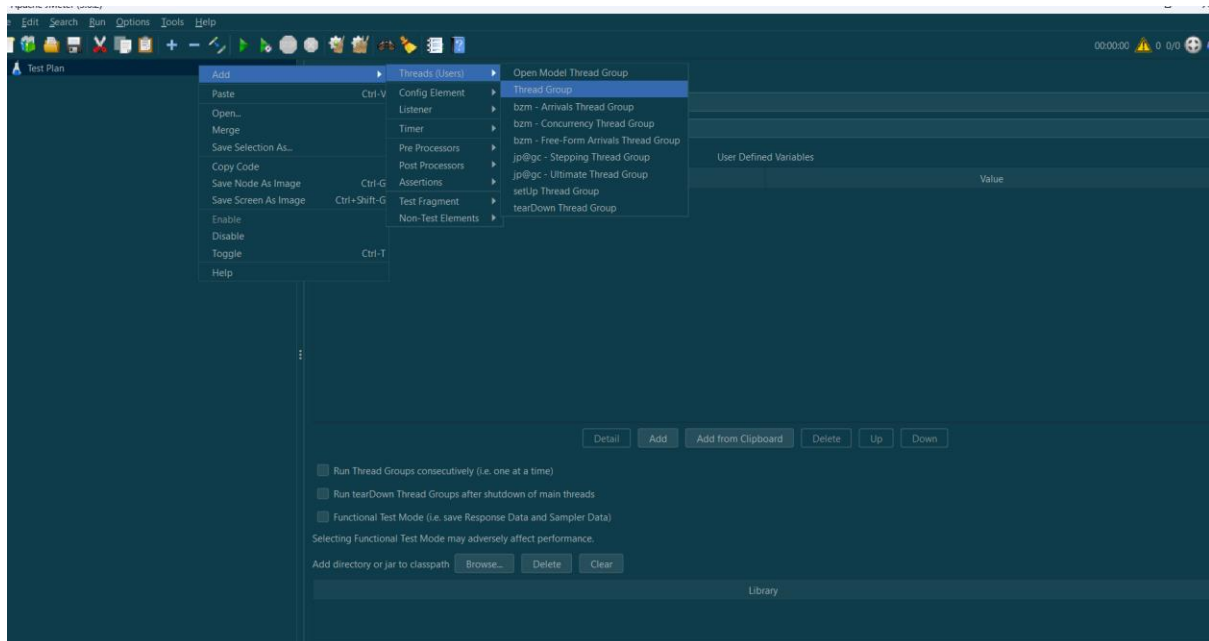 Edit Search Run Options Tools Help
00:00:00 0 0/0
Test Plan
Add
Paste Ctrl-V
Open...
Merge
Save Selection As...
Copy Code
Save Node As Image Ctrl-G
Save Screen As Image Ctrl+Shift-G
Enable
Disable
Toggle Ctrl-T
Help
Threads (Users)
Config Element
Listener
Timer
Pre Processors
Post Processors
Assertions
Test Fragment
Non-Test Elements
Open Model Thread Group
Thread Group
bzm - Arrivals Thread Group
bzm - Concurrency Thread Group
bzm - Free-Form Arrivals Thread Group
jp@gc - Stepping Thread Group
jp@gc - Ultimate Thread Group
setUp Thread Group
tearDown Thread Group
User Defined Variables
Value
Detail Add Add from Clipboard Delete Up Down
Run Thread Groups consecutively (i.e. one at a time)
Run tearDown Thread Groups after shutdown of main threads
Functional Test Mode (i.e. save Response Data and Sampler Data)
Selecting Functional Test Mode may adversely affect performance.
Add directory or jar to classpath Browse... Delete Clear
Library